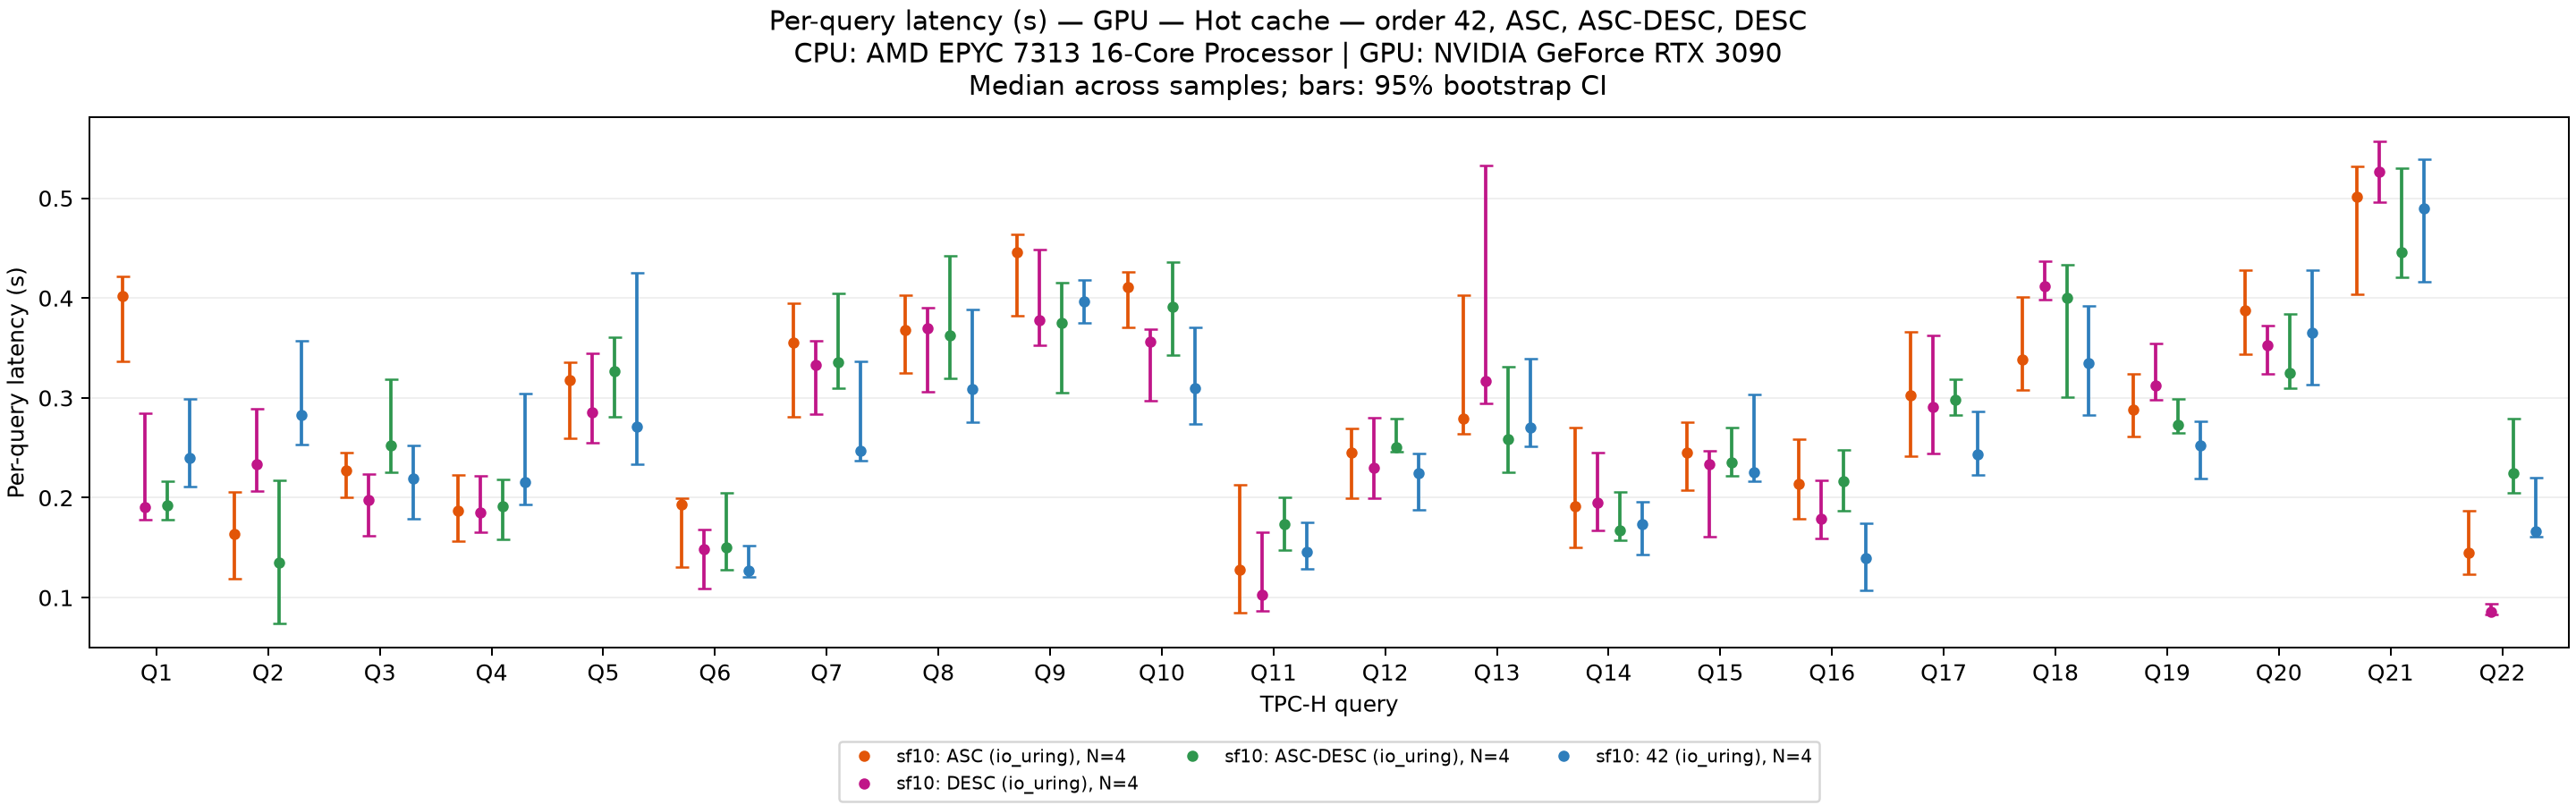 Per-query latency (s) — GPU — Hot cache — order 42, ASC, ASC-DESC, DESC
CPU: AMD EPYC 7313 16-Core Processor | GPU: NVIDIA GeForce RTX 3090
Median across samples; bars: 95% bootstrap CI
Per-query latency (s)
0.5
0.4
0.3
0.2
0.1
Q1 Q2 Q3 Q4 Q5 Q6 Q7 Q8 Q9 Q10 Q11 Q12 Q13 Q14 Q15 Q16 Q17 Q18 Q19 Q20 Q21 Q22
TPC-H query
sf10: ASC (io_uring), N=4 sf10: ASC-DESC (io_uring), N=4 sf10: 42 (io_uring), N=4
sf10: DESC (io_uring), N=4